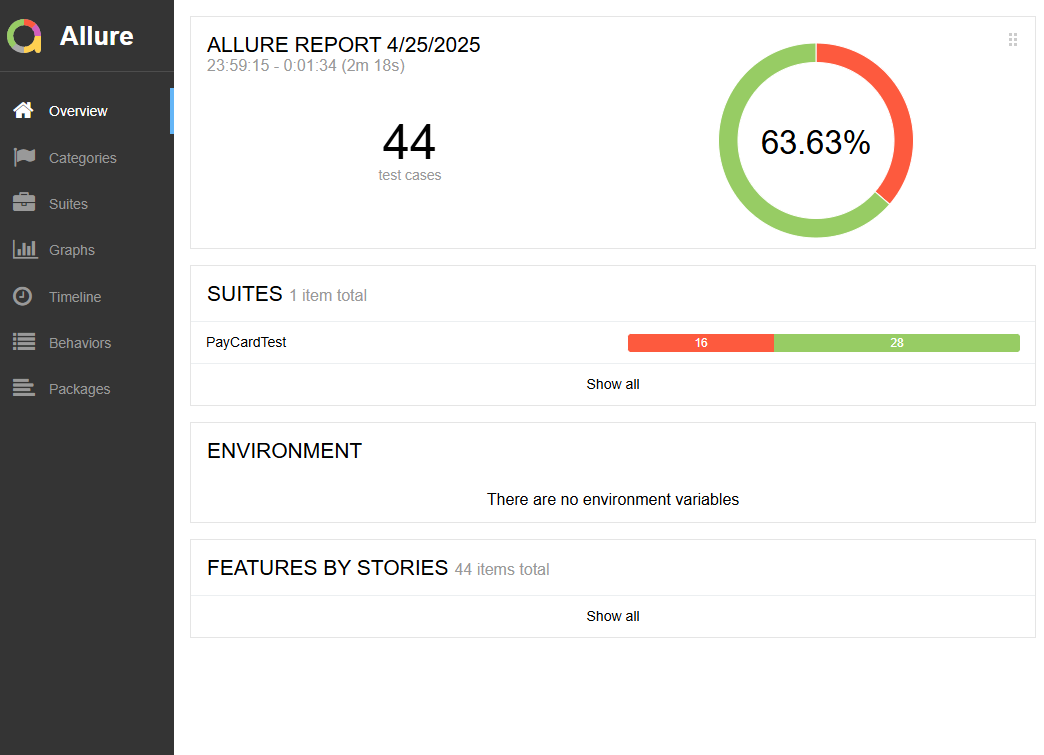 Allure
Overview
Categories
Suites
Graphs
Timeline
Behaviors
Packages
ALLURE REPORT 4/25/2025
23:59:15 - 0:01:34 (2m 18s)
44
test cases
63.63%
SUITES 1 item total
PayCardTest 16 28
Show all
ENVIRONMENT
There are no environment variables
FEATURES BY STORIES 44 items total
Show all